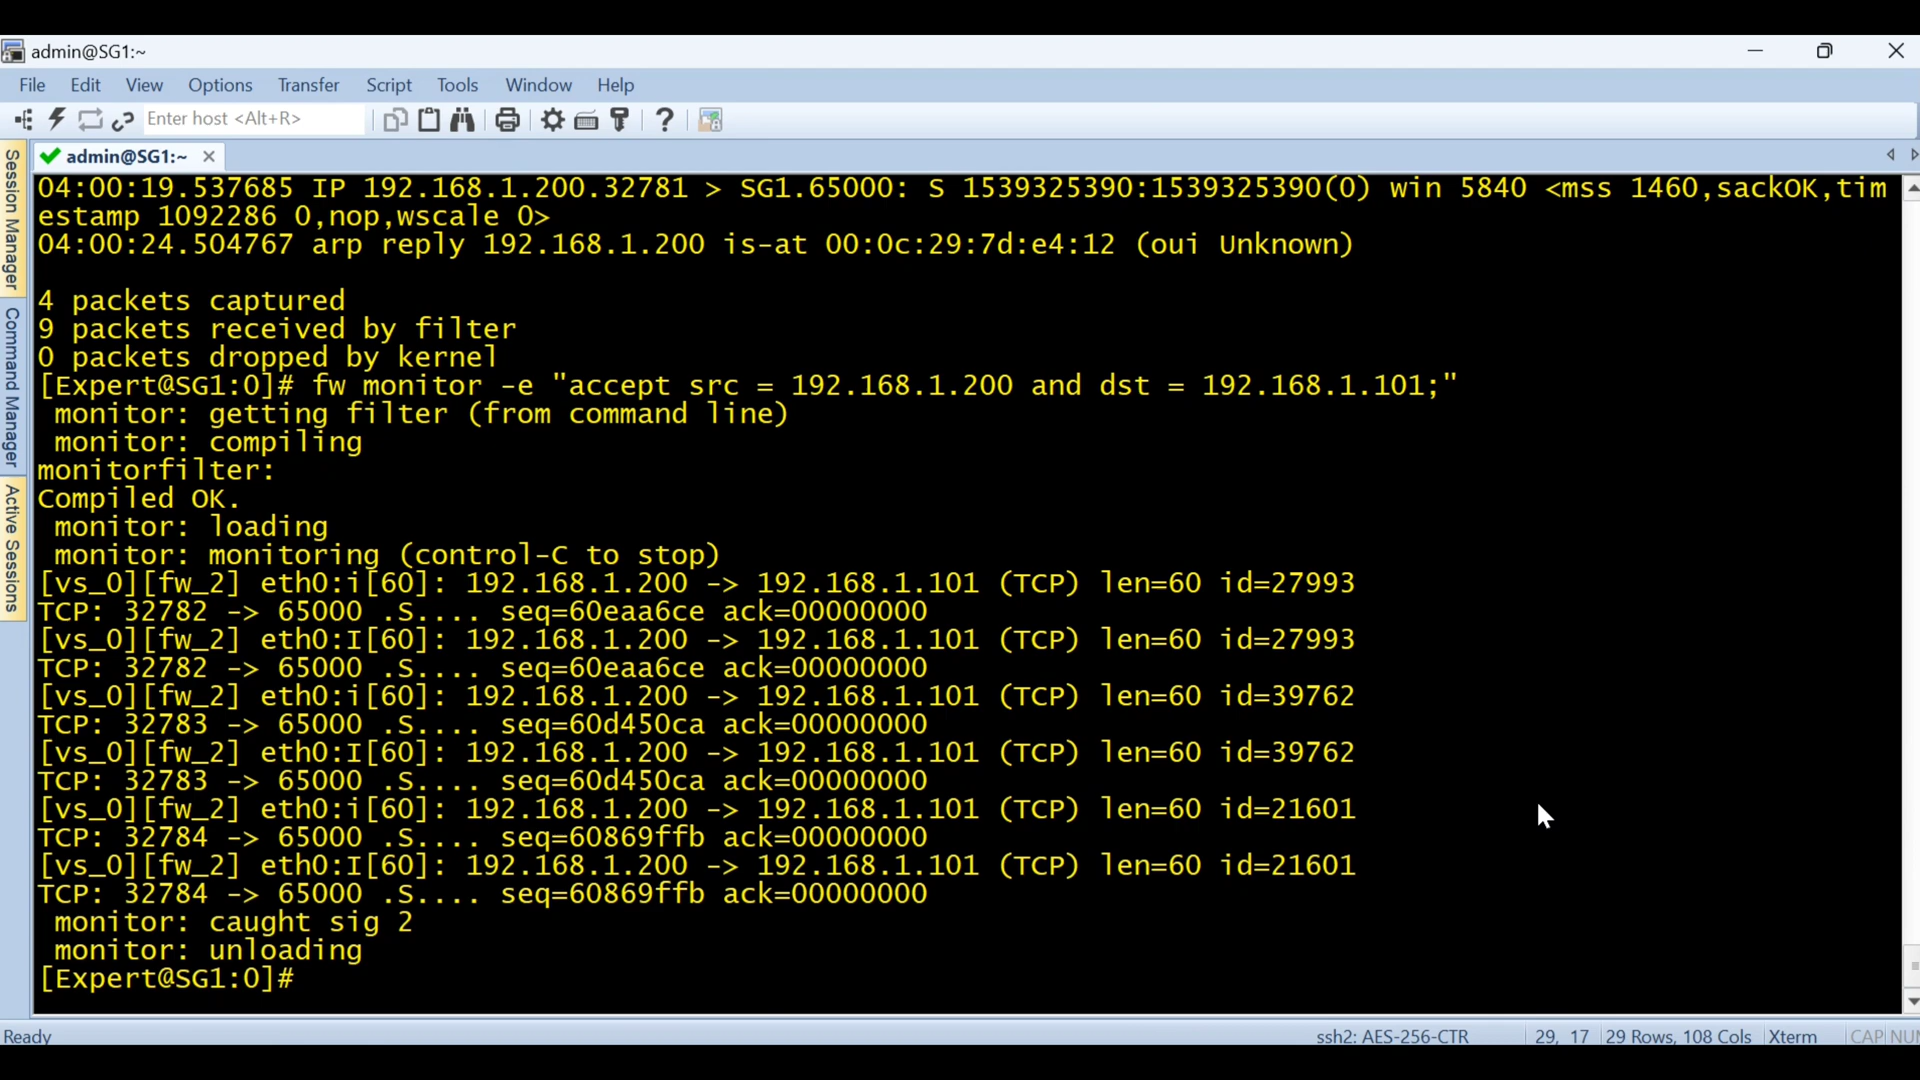 admin@SG1:~
File Edit View Options Transfer Script Tools Window Help
Enter host <Alt+R>
admin@SG1:~
Session Manager
Command Manager
Active Sessions
04:00:19.537685 IP 192.168.1.200.32781 > SG1.65000: S 1539325390:1539325390(0) win 5840 <mss 1460,sackOK,tim
estamp 1092286 0,nop,wscale 0>
04:00:24.504767 arp reply 192.168.1.200 is-at 00:0c:29:7d:e4:12 (oui Unknown)
4 packets captured
9 packets received by filter
0 packets dropped by kernel
[Expert@SG1:0]# fw monitor -e "accept src = 192.168.1.200 and dst = 192.168.1.101;"
monitor: getting filter (from command line)
monitor: compiling
monitorfilter:
Compiled OK.
monitor: loading
monitor: monitoring (control-C to stop)
[vs_0][fw_2] eth0:i[60]: 192.168.1.200 -> 192.168.1.101 (TCP) len=60 id=27993
TCP: 32782 -> 65000 .S.... seq=60eaa6ce ack=00000000
[vs_0][fw_2] eth0:I[60]: 192.168.1.200 -> 192.168.1.101 (TCP) len=60 id=27993
TCP: 32782 -> 65000 .S.... seq=60eaa6ce ack=00000000
[vs_0][fw_2] eth0:i[60]: 192.168.1.200 -> 192.168.1.101 (TCP) len=60 id=39762
TCP: 32783 -> 65000 .S.... seq=60d450ca ack=00000000
[vs_0][fw_2] eth0:I[60]: 192.168.1.200 -> 192.168.1.101 (TCP) len=60 id=39762
TCP: 32783 -> 65000 .S.... seq=60d450ca ack=00000000
[vs_0][fw_2] eth0:i[60]: 192.168.1.200 -> 192.168.1.101 (TCP) len=60 id=21601
TCP: 32784 -> 65000 .S.... seq=60869ffb ack=00000000
[vs_0][fw_2] eth0:I[60]: 192.168.1.200 -> 192.168.1.101 (TCP) len=60 id=21601
TCP: 32784 -> 65000 .S.... seq=60869ffb ack=00000000
monitor: caught sig 2
monitor: unloading
[Expert@SG1:0]#
Ready ssh2: AES-256-CTR 29, 17 29 Rows, 108 Cols Xterm CAP NU